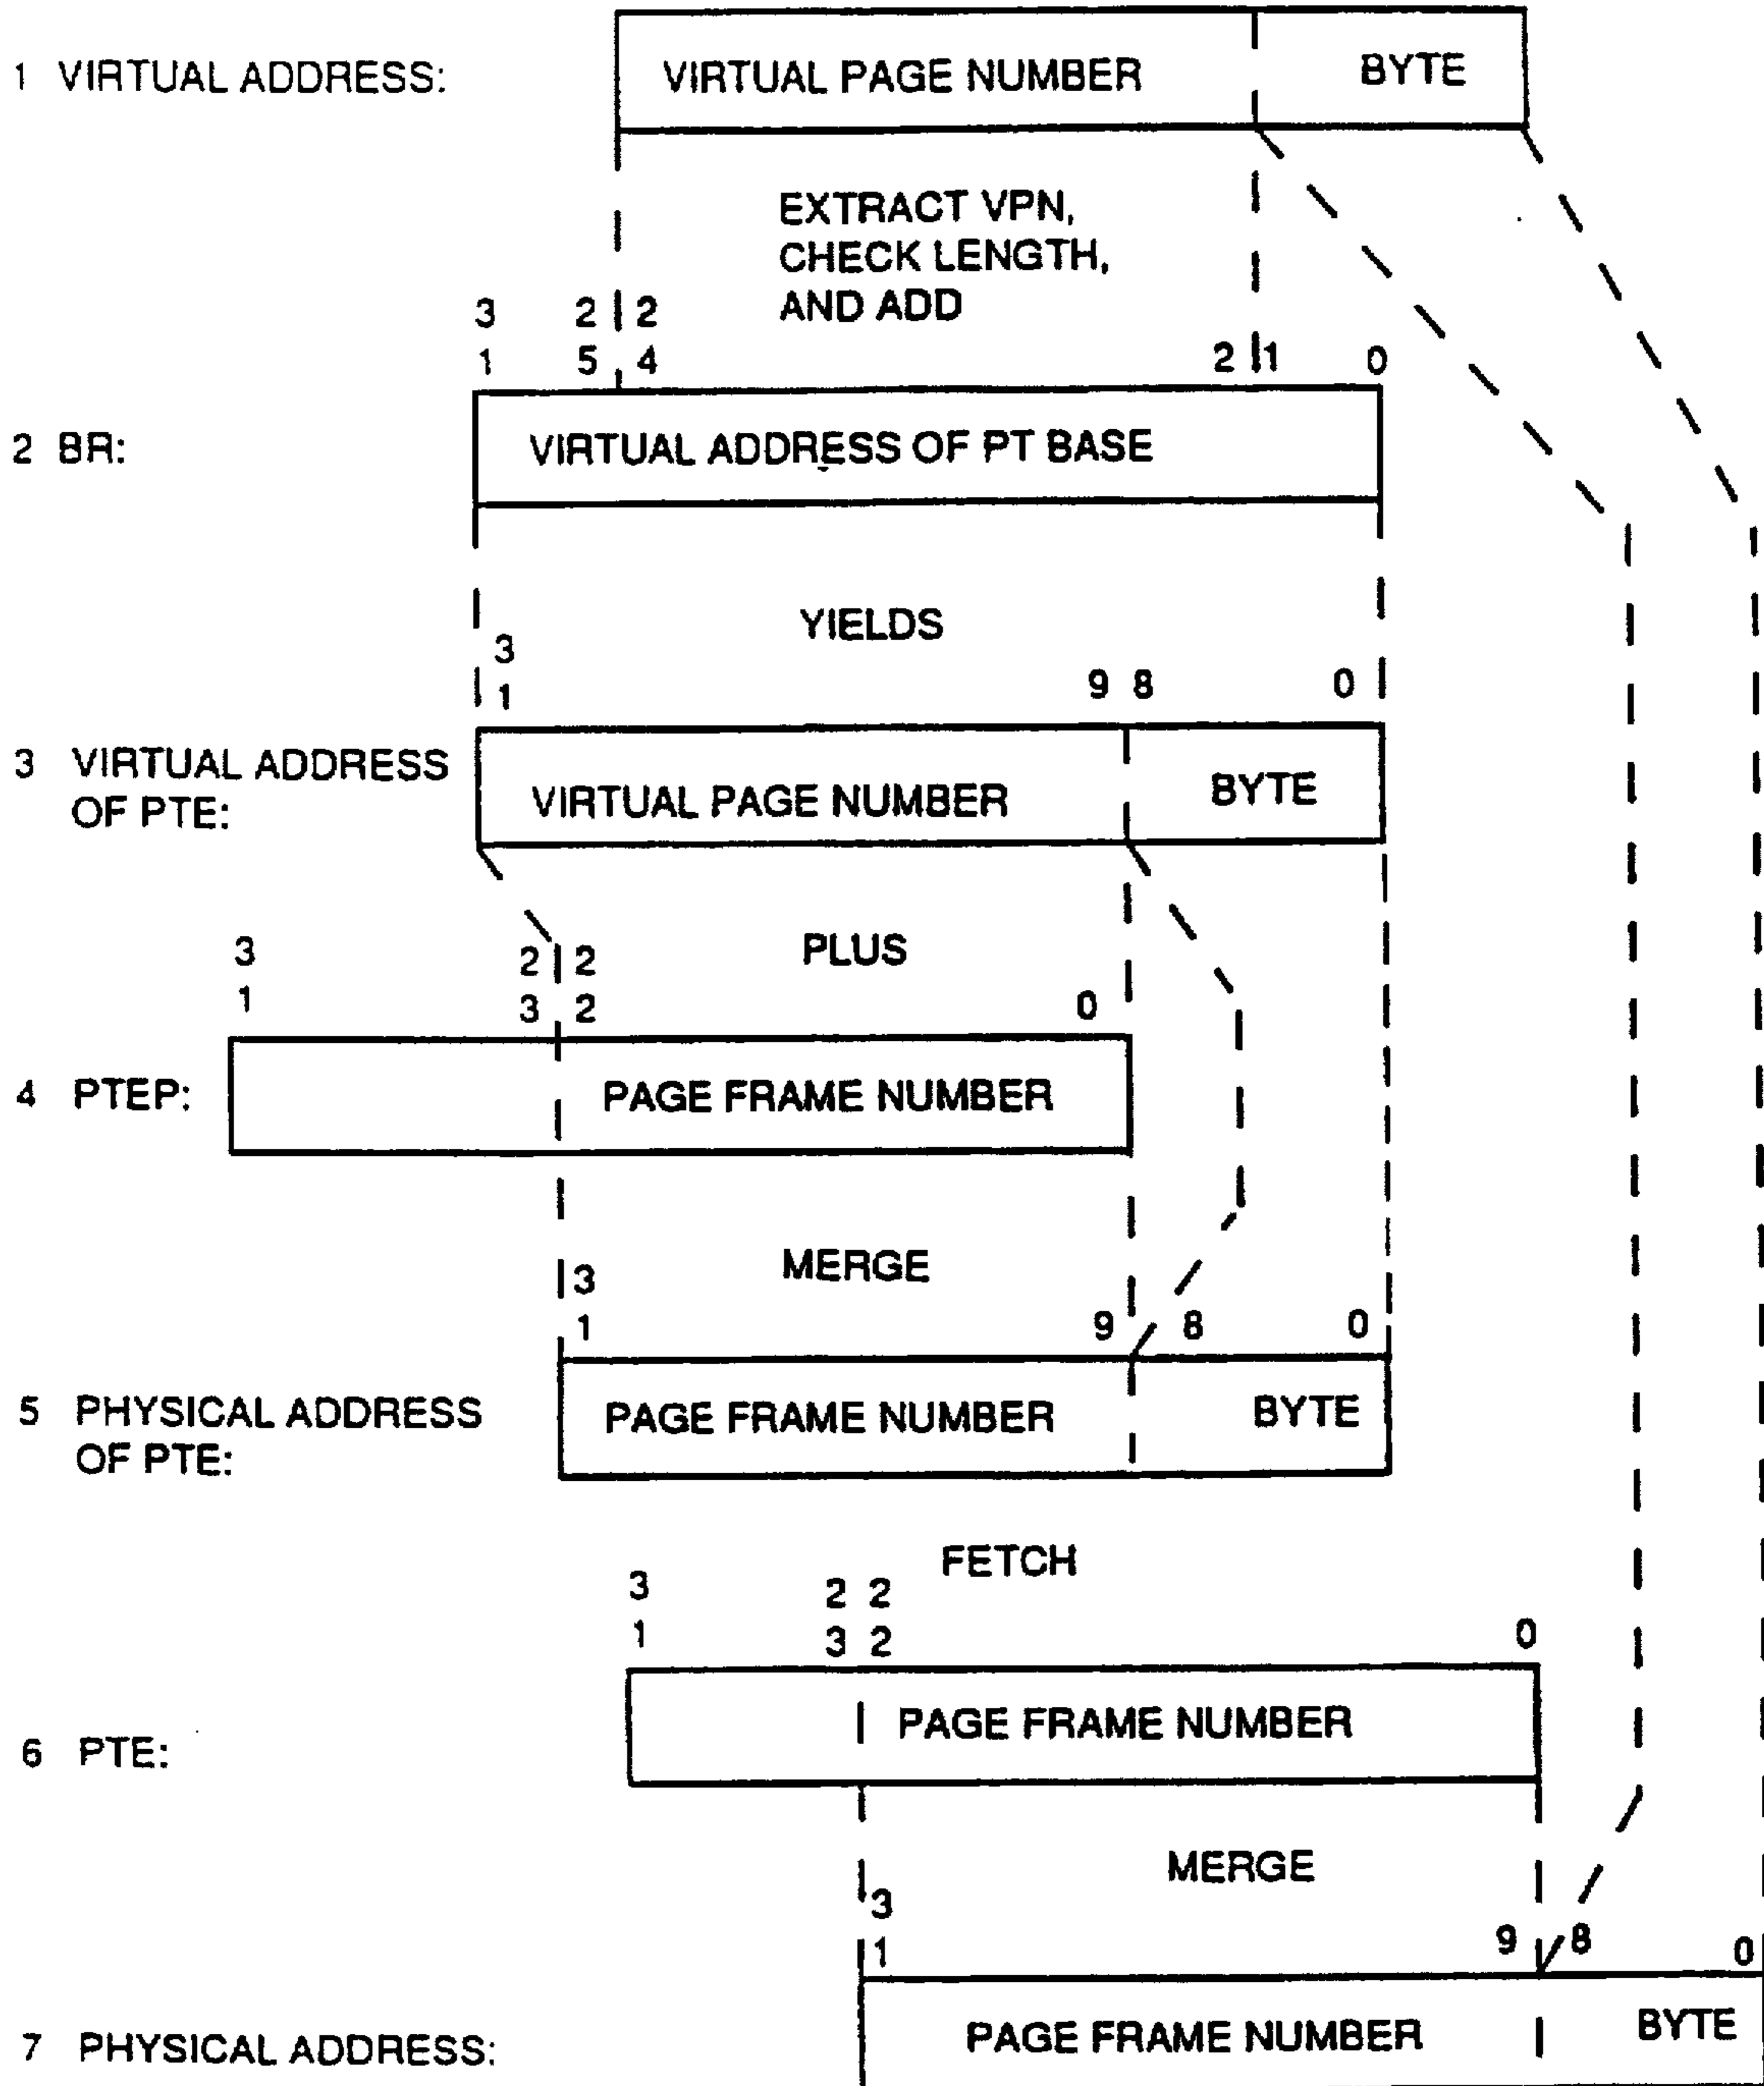 1 VIRTUAL ADDRESS:
VIRTUAL PAGE NUMBER BYTE
EXTRACT VPN,
CHECK LENGTH,
AND ADD
3 2 2
1 5 4 2 1 0
2 BR:
VIRTUAL ADDRESS OF PT BASE
YIELDS
3
1 9 8 0
3 VIRTUAL ADDRESS
OF PTE:
VIRTUAL PAGE NUMBER BYTE
PLUS
3 2 2
1 3 2 0
4 PTEP:
PAGE FRAME NUMBER
MERGE
3
1 9 8 0
5 PHYSICAL ADDRESS
OF PTE:
PAGE FRAME NUMBER BYTE
FETCH
3 2 2
1 3 2 0
6 PTE:
PAGE FRAME NUMBER
MERGE
3
1 9 8 0
7 PHYSICAL ADDRESS:
PAGE FRAME NUMBER BYTE